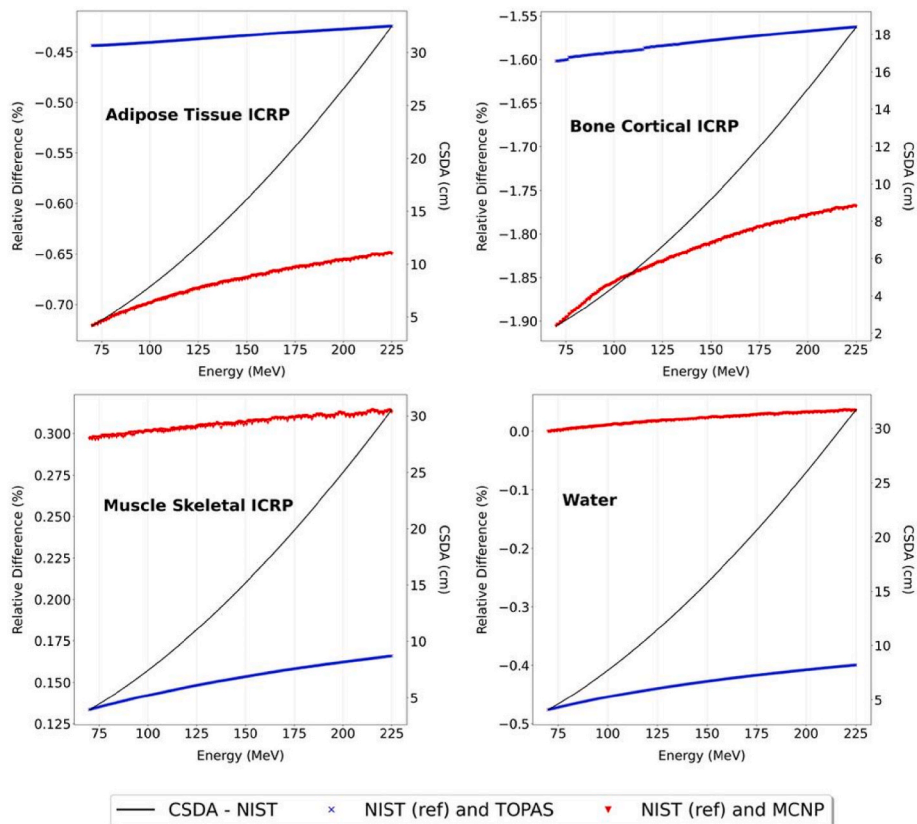 −0.45
−0.50
−0.55
−0.60
−0.65
−0.70
Relative Difference (%)
Adipose Tissue ICRP
30
25
20
15
10
5
CSDA (cm)
75 100 125 150 175 200 225
Energy (MeV)
−1.55
−1.60
−1.65
−1.70
−1.75
−1.80
−1.85
−1.90
Relative Difference (%)
Bone Cortical ICRP
18
16
14
12
10
8
6
4
2
CSDA (cm)
75 100 125 150 175 200 225
Energy (MeV)
0.300
0.275
0.250
0.225
0.200
0.175
0.150
0.125
Relative Difference (%)
Muscle Skeletal ICRP
30
25
20
15
10
5
CSDA (cm)
75 100 125 150 175 200 225
Energy (MeV)
0.0
−0.1
−0.2
−0.3
−0.4
−0.5
Relative Difference (%)
Water
30
25
20
15
10
5
CSDA (cm)
75 100 125 150 175 200 225
Energy (MeV)
CSDA - NIST NIST (ref) and TOPAS NIST (ref) and MCNP